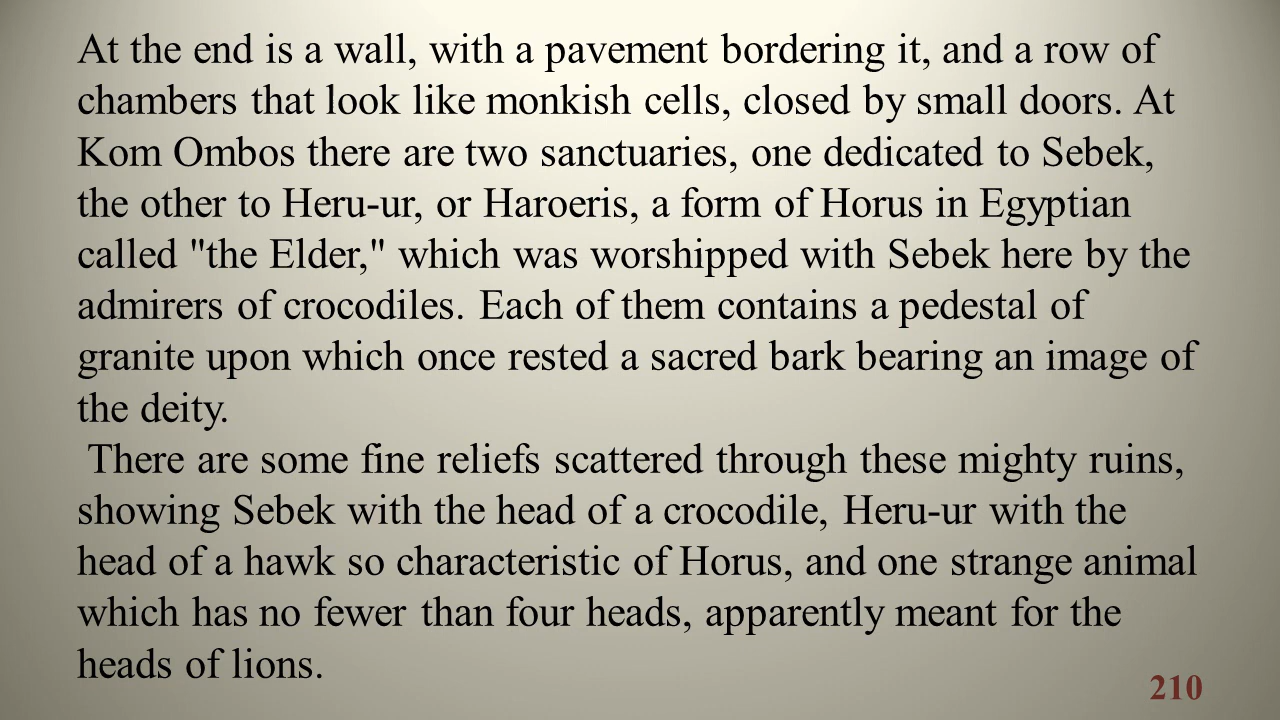 At the end is a wall, with a pavement bordering it, and a row of
chambers that look like monkish cells, closed by small doors. At
Kom Ombos there are two sanctuaries, one dedicated to Sebek,
the other to Heru-ur, or Haroeris, a form of Horus in Egyptian
called "the Elder," which was worshipped with Sebek here by the
admirers of crocodiles. Each of them contains a pedestal of
granite upon which once rested a sacred bark bearing an image of
the deity.
There are some fine reliefs scattered through these mighty ruins,
showing Sebek with the head of a crocodile, Heru-ur with the
head of a hawk so characteristic of Horus, and one strange animal
which has no fewer than four heads, apparently meant for the
heads of lions.
210